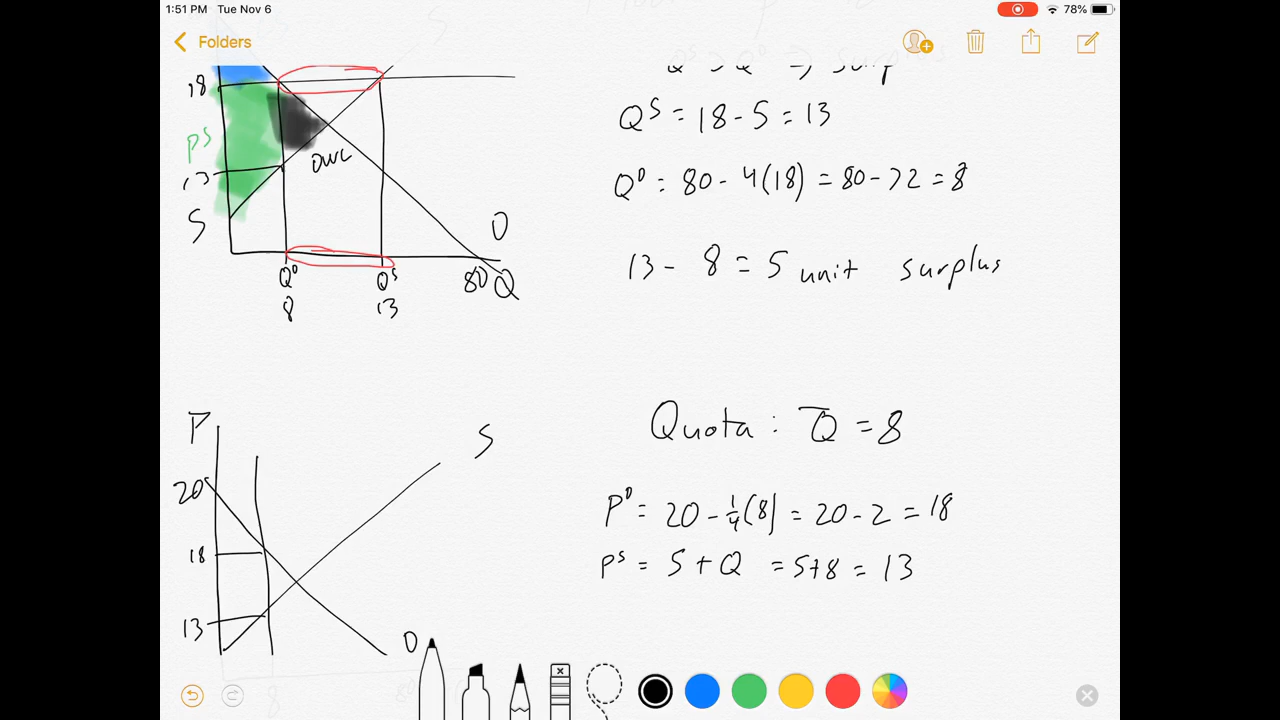 1:51 PM Tue Nov 6
78%
Folders
18
PS
13
5
DWL
D
Q^D
8
Q^S
13
80
Q
Q^S = 18 - 5 = 13
Q^D = 80 - 4(18) = 80 - 72 = 8
13 - 8 = 5 unit surplus
P
20
18
13
S
D
Quota: Q̅ = 8
P^D = 20 - 1/4(8) = 20 - 2 = 18
P^S = 5 + Q = 5+8 = 13